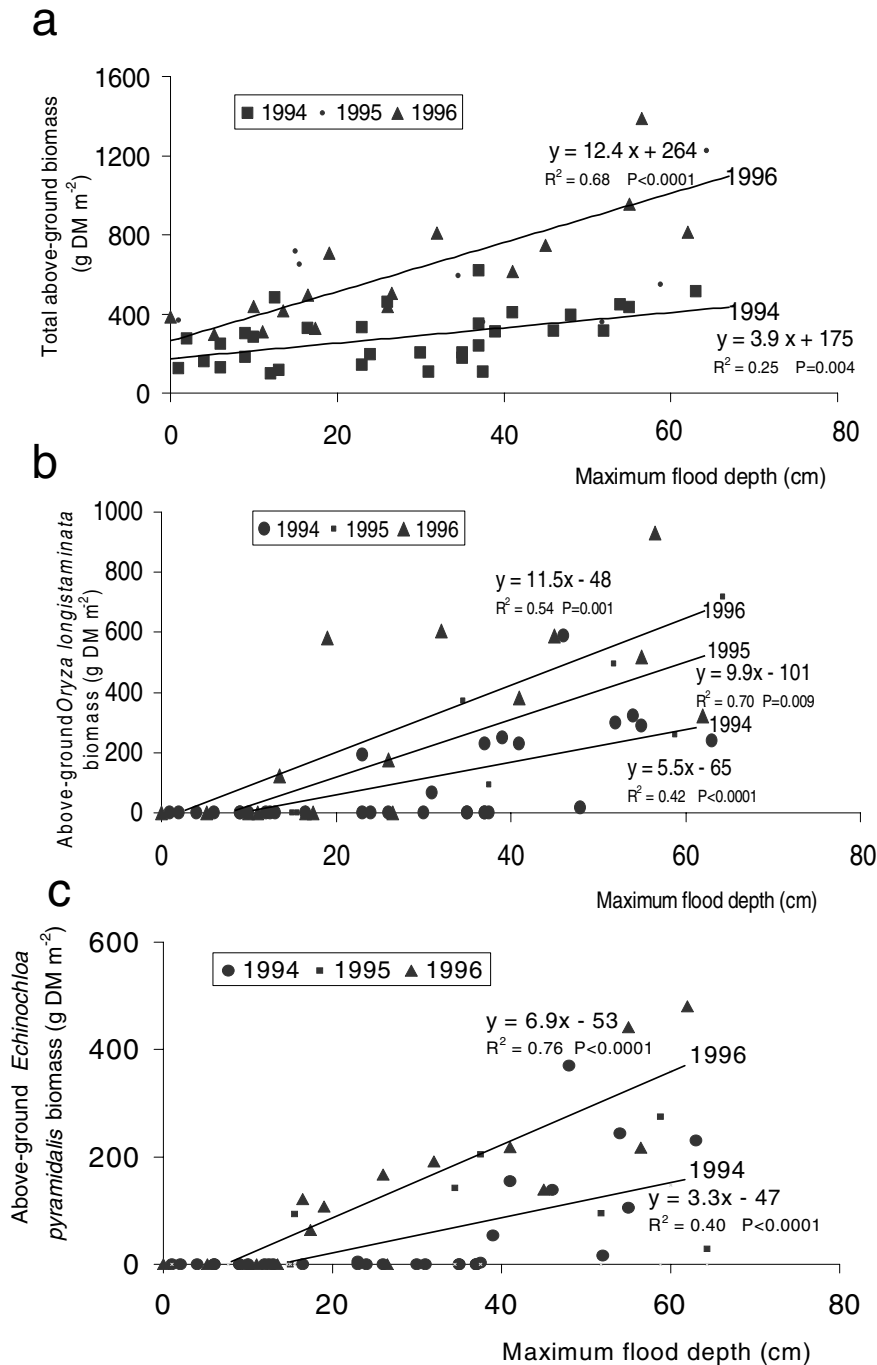 a
1600
1200
800
400
0
Total above-ground biomass
(g DM m⁻²)
1994 1995 1996
y = 12.4 x + 264
R² = 0.68 P<0.0001
1996
1994
y = 3.9 x + 175
R² = 0.25 P=0.004
0 20 40 60 80
Maximum flood depth (cm)
b
1000
800
600
400
200
0
Above-ground Oryza longistaminata
biomass (g DM m⁻²)
1994 1995 1996
y = 11.5x - 48
R² = 0.54 P=0.001
1996
1995
y = 9.9x - 101
R² = 0.70 P=0.009
1994
y = 5.5x - 65
R² = 0.42 P<0.0001
0 20 40 60 80
Maximum flood depth (cm)
c
600
400
200
0
Above-ground Echinochloa
pyramidalis biomass (g DM m⁻²)
1994 1995 1996
y = 6.9x - 53
R² = 0.76 P<0.0001
1996
1994
y = 3.3x - 47
R² = 0.40 P<0.0001
0 20 40 60 80
Maximum flood depth (cm)